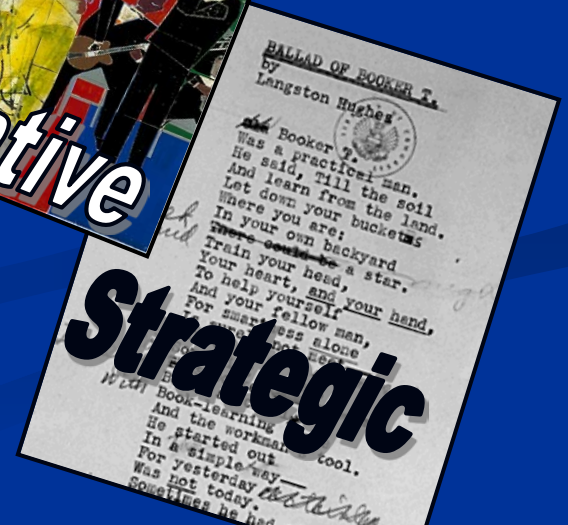 ative
BALLAD OF BOOKER T.
by
Langston Hughes
Booker T.
Was a practical man.
He said, Till the soil
And learn from the land.
Let down your buckets
Where you are;
In your own backyard
There could be a star.
Train your head,
Your heart, and your hand,
To help yourself
And your fellow man,
For smartness alone
Strategic
With
Book-learning
And the workman tool.
He started out
In a simple way—
For yesterday
Was not today.
Sometimes he had